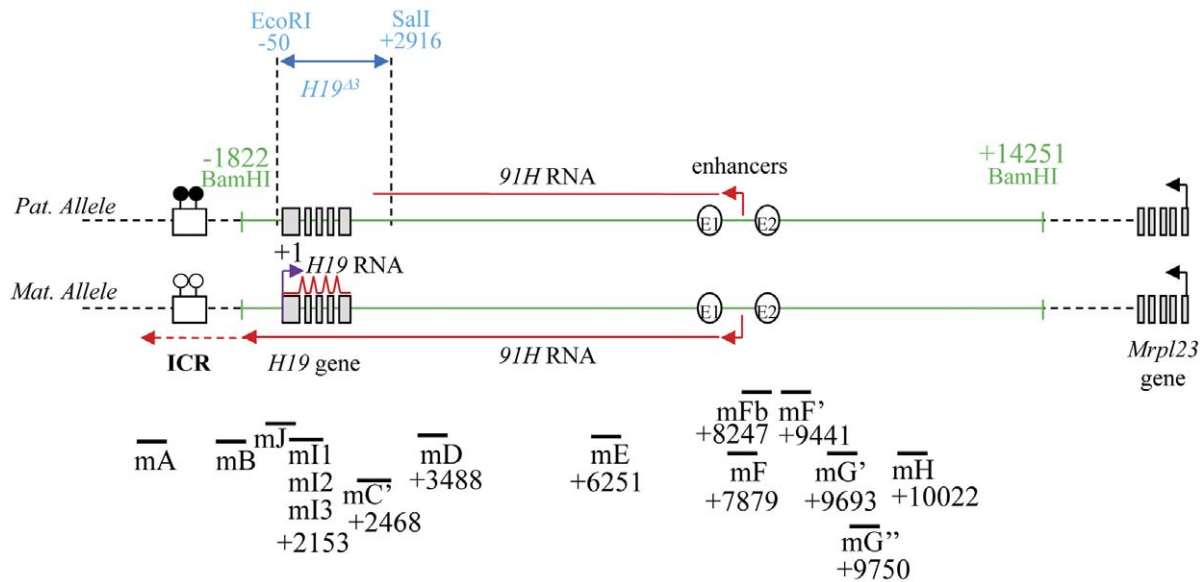 EcoRI
-50
SalI
+2916
H19Δ3
-1822
BamHI
91H RNA
enhancers
+14251
BamHI
Pat. Allele
E1
E2
+1
H19 RNA
Mat. Allele
E1
E2
ICR
H19 gene
91H RNA
Mrpl23
gene
mA
mB
mJ
mI1
mI2
mI3
+2153
mC’
+2468
mD
+3488
mE
+6251
mFb
+8247
mF’
+9441
mF
+7879
mG’
+9693
mH
+10022
mG’’
+9750